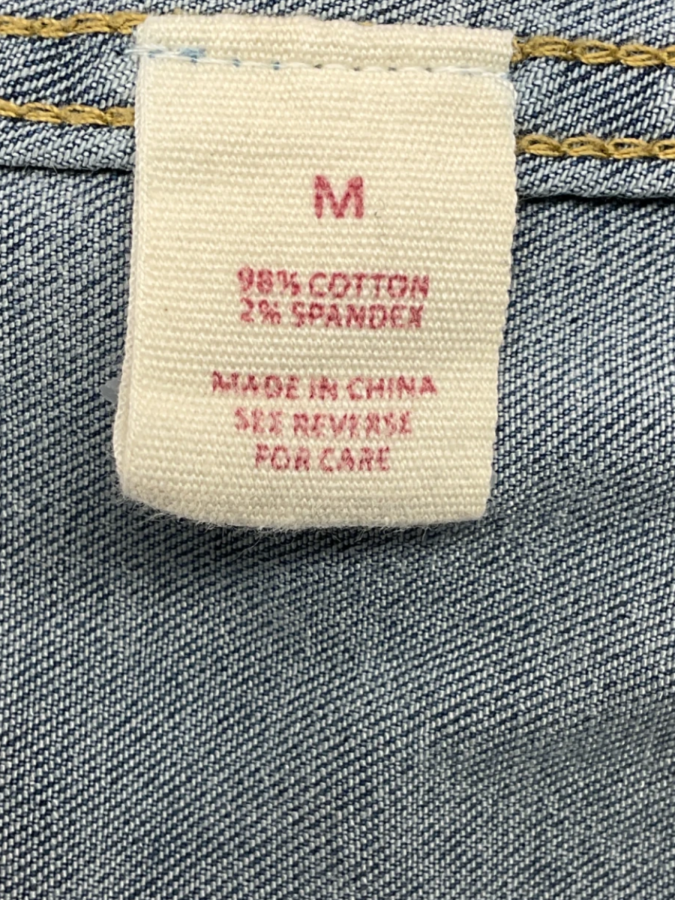 M
98% COTTON
2% SPANDEX
MADE IN CHINA
SEE REVERSE
FOR CARE